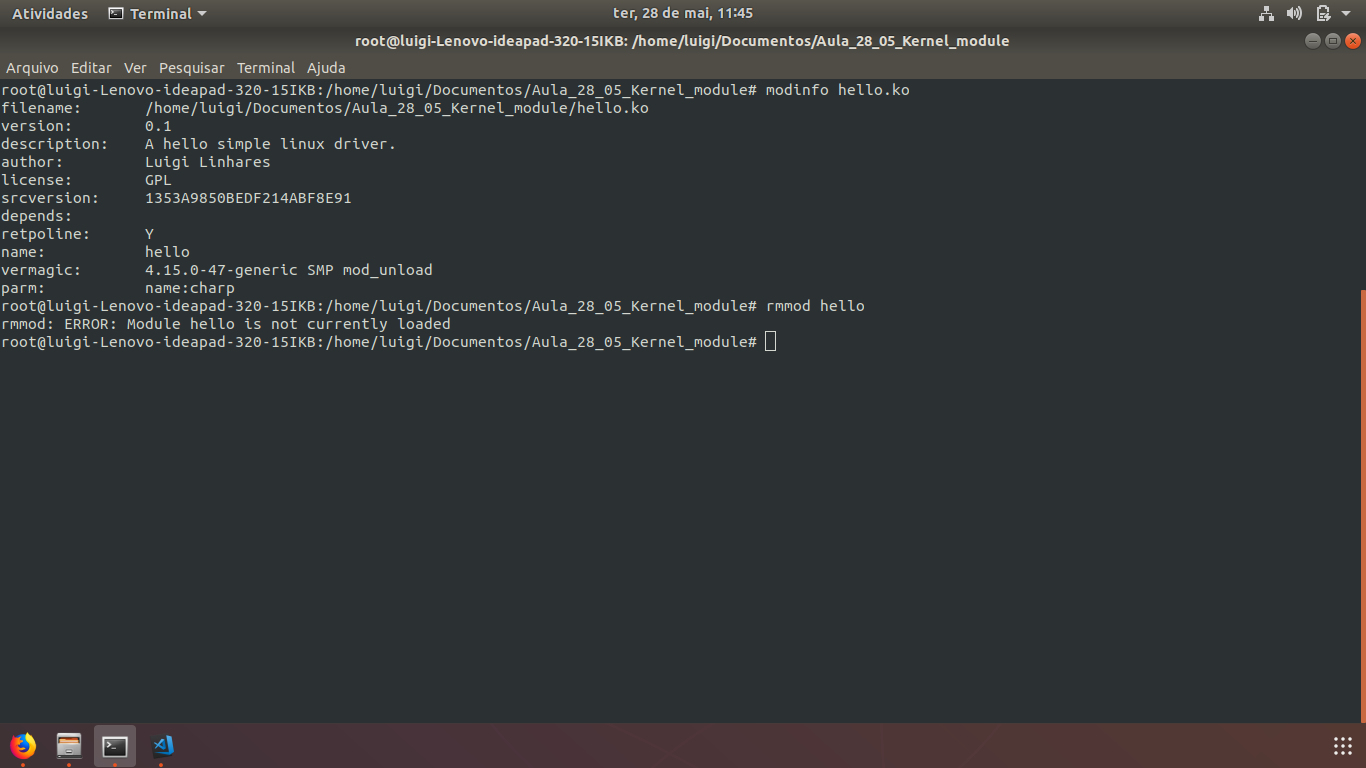 Atividades Terminal ter, 28 de mai, 11:45
root@luigi-Lenovo-ideapad-320-15IKB: /home/luigi/Documentos/Aula_28_05_Kernel_module
Arquivo Editar Ver Pesquisar Terminal Ajuda
root@luigi-Lenovo-ideapad-320-15IKB:/home/luigi/Documentos/Aula_28_05_Kernel_module# modinfo hello.ko
filename:       /home/luigi/Documentos/Aula_28_05_Kernel_module/hello.ko
version:        0.1
description:    A hello simple linux driver.
author:         Luigi Linhares
license:        GPL
srcversion:     1353A9850BEDF214ABF8E91
depends:
retpoline:      Y
name:           hello
vermagic:       4.15.0-47-generic SMP mod_unload
parm:           name:charp
root@luigi-Lenovo-ideapad-320-15IKB:/home/luigi/Documentos/Aula_28_05_Kernel_module# rmmod hello
rmmod: ERROR: Module hello is not currently loaded
root@luigi-Lenovo-ideapad-320-15IKB:/home/luigi/Documentos/Aula_28_05_Kernel_module#